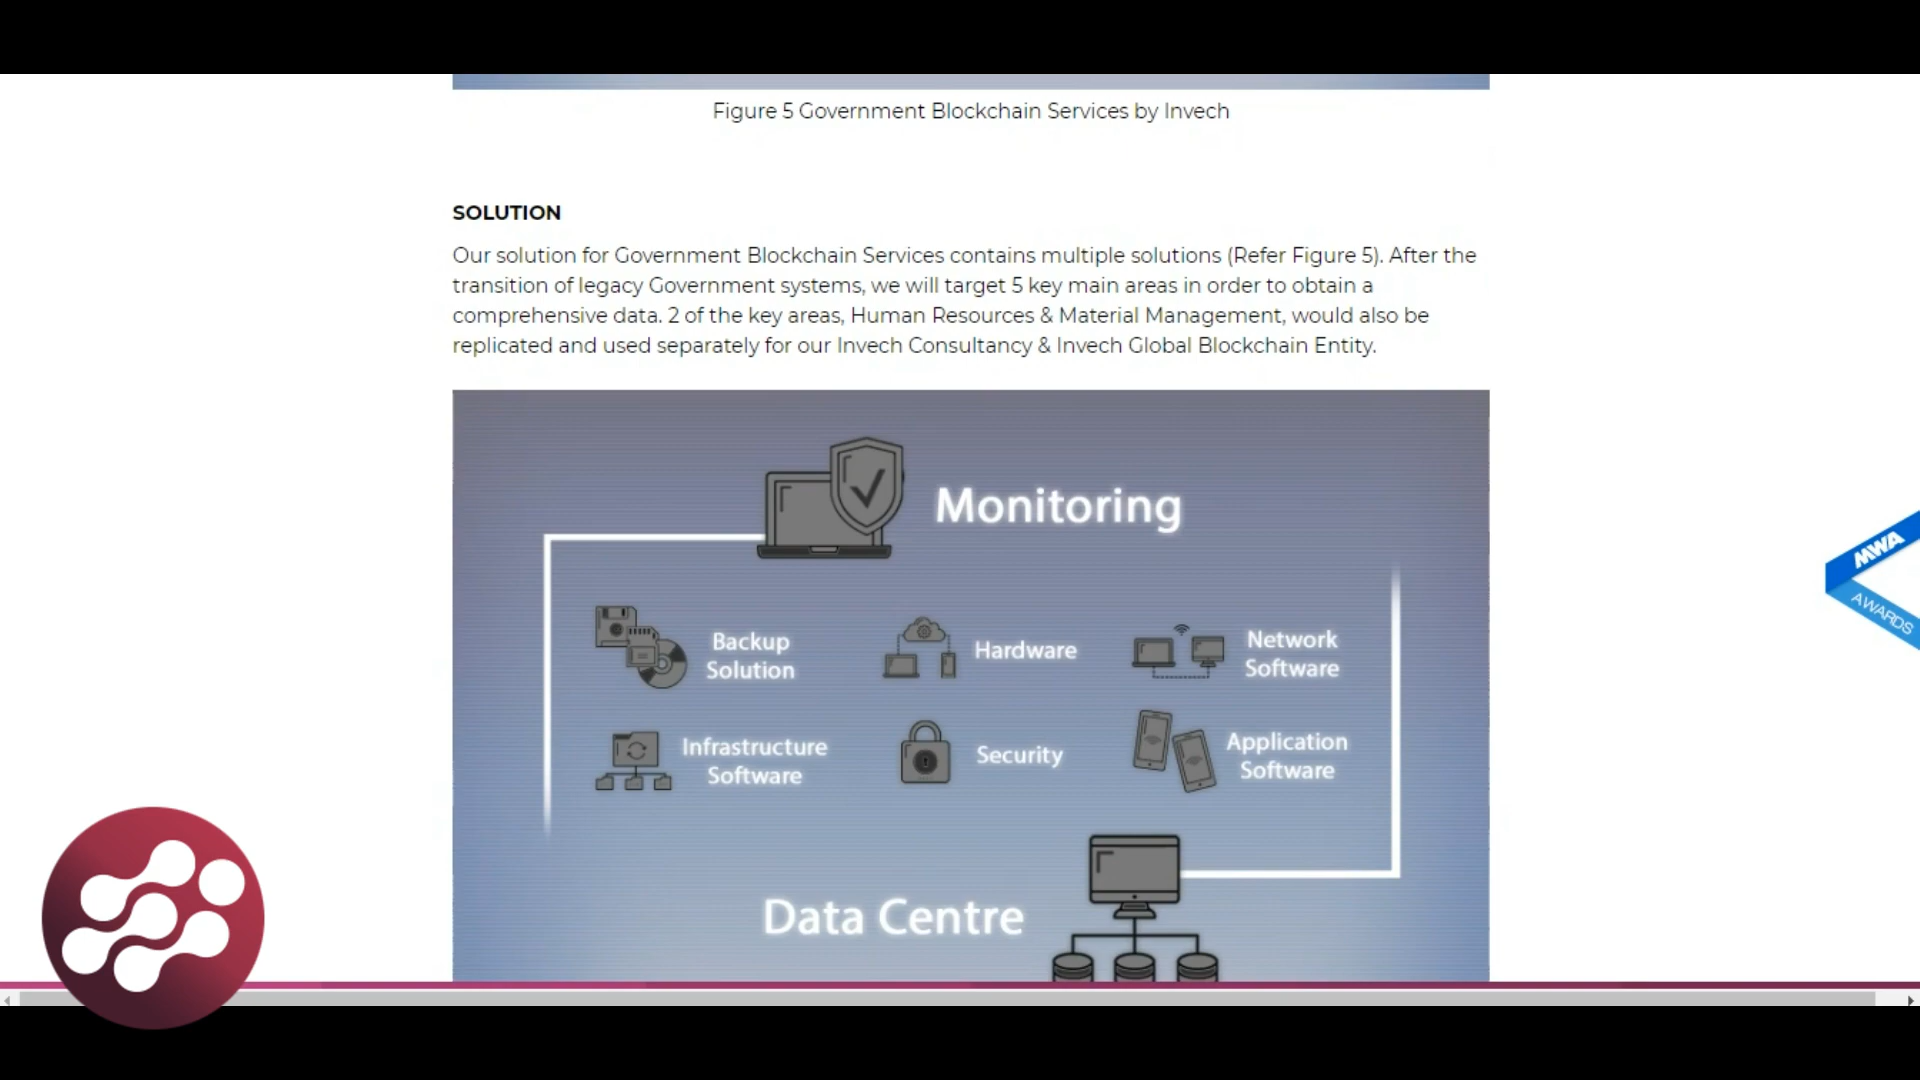 Figure 5 Government Blockchain Services by Invech
SOLUTION
Our solution for Government Blockchain Services contains multiple solutions (Refer Figure 5). After the
transition of legacy Government systems, we will target 5 key main areas in order to obtain a
comprehensive data. 2 of the key areas, Human Resources & Material Management, would also be
replicated and used separately for our Invech Consultancy & Invech Global Blockchain Entity.
Monitoring
Backup
Solution
Hardware
Network
Software
Infrastructure
Software
Security
Application
Software
Data Centre
MWA
AWARDS